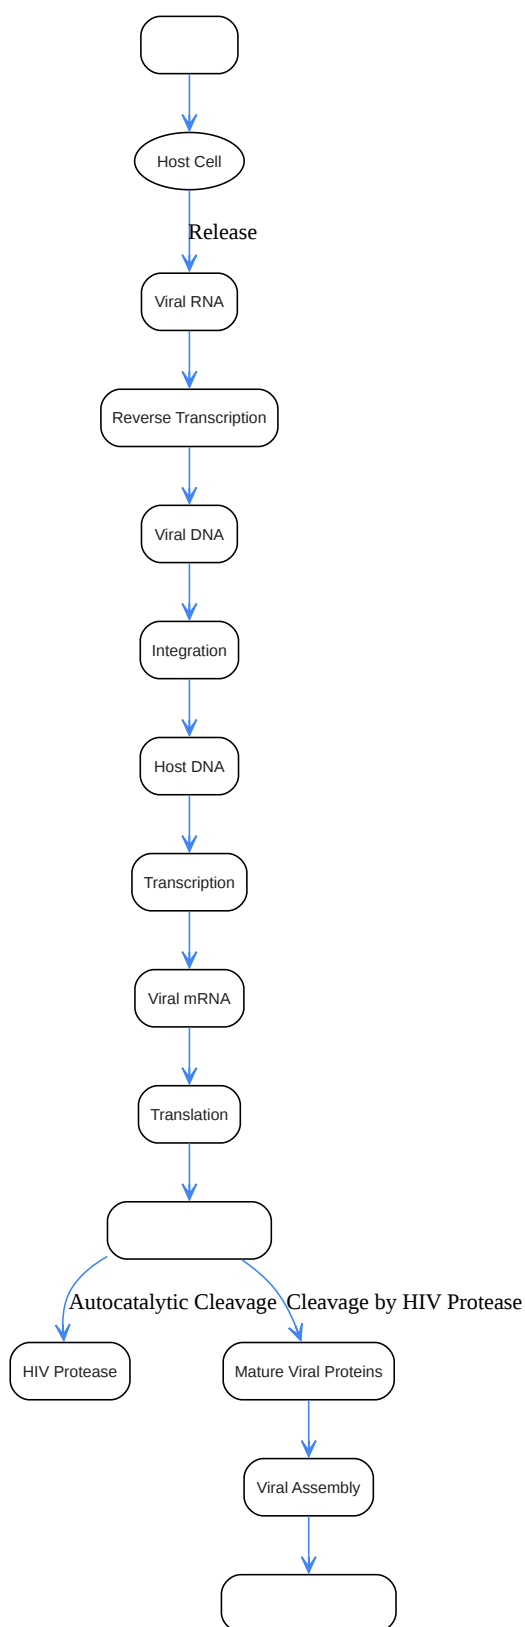 Host Cell
Release
Viral RNA
Reverse Transcription
Viral DNA
Integration
Host DNA
Transcription
Viral mRNA
Translation
Autocatalytic Cleavage
Cleavage by HIV Protease
HIV Protease
Mature Viral Proteins
Viral Assembly